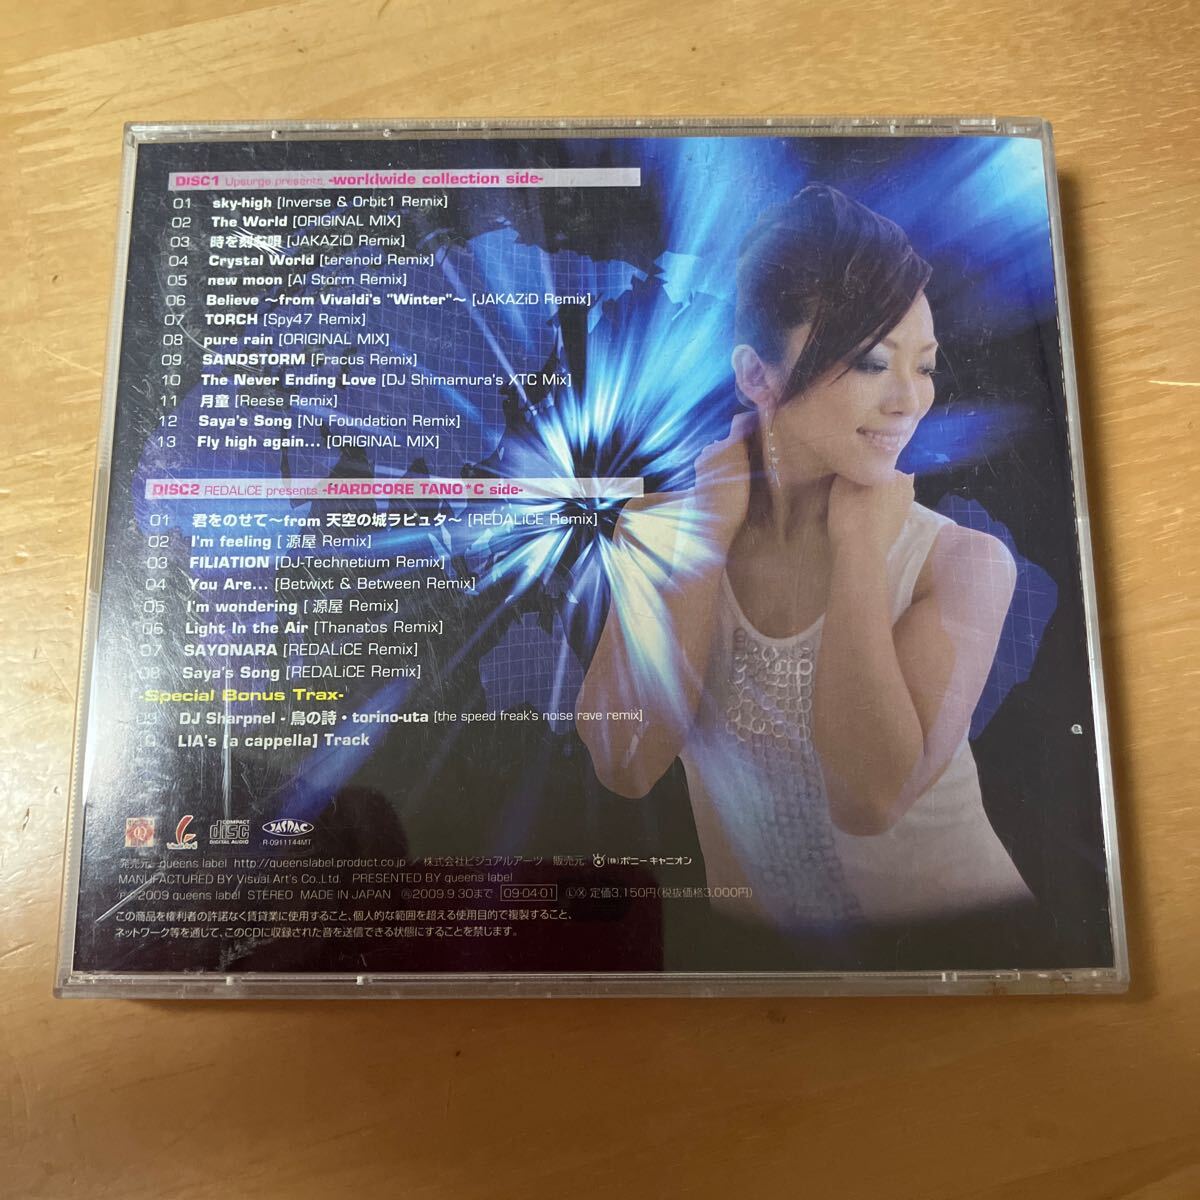 DISC1 Upsurge presents -worldwide collection side-
01 sky-high [Inverse & Orbit1 Remix]
02 The World [ORIGINAL MIX]
03 時を刻む唄 [JAKAZiD Remix]
04 Crystal World [teranoid Remix]
05 new moon [Al Storm Remix]
06 Believe ～from Vivaldi's "Winter"～ [JAKAZiD Remix]
07 TORCH [Spy47 Remix]
08 pure rain [ORIGINAL MIX]
09 SANDSTORM [Fracus Remix]
10 The Never Ending Love [DJ Shimamura's XTC Mix]
11 月童 [Reese Remix]
12 Saya's Song [Nu Foundation Remix]
13 Fly high again... [ORIGINAL MIX]
DISC2 REDALiCE presents -HARDCORE TANO*C side-
01 君をのせて～from 天空の城ラピュタ～ [REDALiCE Remix]
02 I'm feeling [ 源屋 Remix]
03 FILIATION [DJ-Technetium Remix]
04 You Are... [Betwixt & Between Remix]
05 I'm wondering [ 源屋 Remix]
06 Light In the Air [Thanatos Remix]
07 SAYONARA [REDALiCE Remix]
08 Saya's Song [REDALiCE Remix]
-Special Bonus Trax-
09 DJ Sharpnel - 鳥の詩・torino-uta [the speed freak's noise rave remix]
10 LIA's [a cappella] Track
COMPACT disc DIGITAL AUDIO
JASRAC
R-0911144MT
発売元 queens label http://queenslabel.product.co.jp ／ 株式会社ビジュアルアーツ 販売元 (株)ポニーキャニオン
MANUFACTURED BY Visual Art's Co.,Ltd. PRESENTED BY queens label
℗©2009 queens label STEREO MADE IN JAPAN 再2009.9.30まで 09·04·01 Ⓛ Ⓧ 定価3,150円(税抜価格3,000円)
この商品を権利者の許諾なく賃貸業に使用すること、個人的な範囲を超える使用目的で複製すること、
ネットワーク等を通じて、このCDに収録された音を送信できる状態にすることを禁じます。